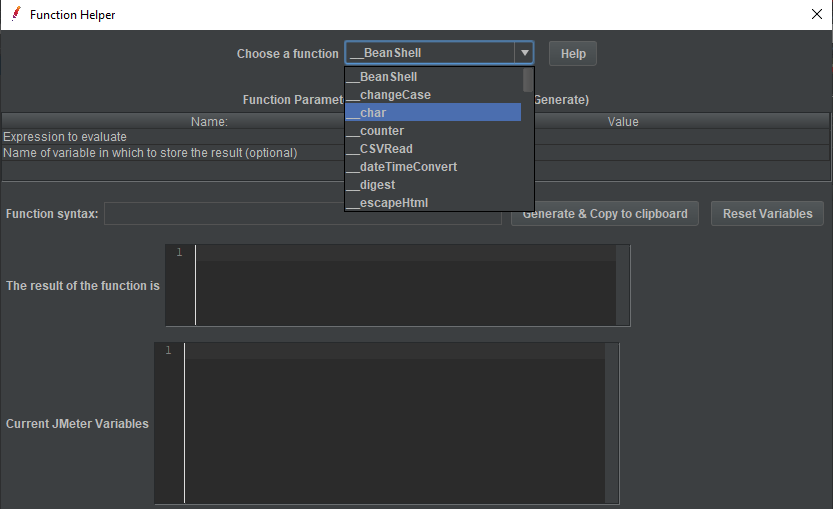 Function Helper
Choose a function __BeanShell Help
__BeanShell
__changeCase
Function Paramet Generate)
__char
Name: Value
__counter
Expression to evaluate
__CSVRead
Name of variable in which to store the result (optional)
__dateTimeConvert
__digest
__escapeHtml
Function syntax: Generate & Copy to clipboard Reset Variables
1
The result of the function is
1
Current JMeter Variables